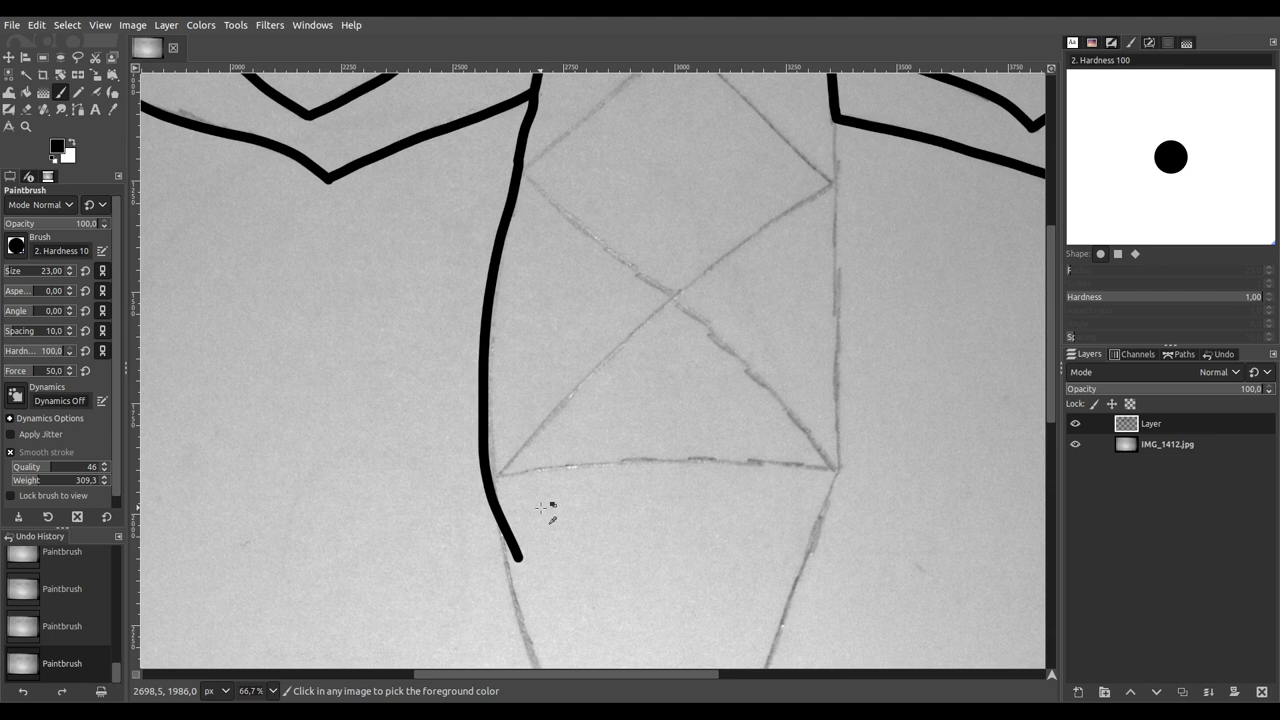 File Edit Select View Image Layer Colors Tools Filters Windows Help
2000 2250 2500 2750 3000 3250 3500 3750
2. Hardness 100
Paintbrush
Mode Normal
Opacity 100,0
Brush
2. Hardness 10
Size 23,00
Aspe... 0,00
Angle 0,00
Spacing 10,0
Hardn... 100,0
Force 50,0
Dynamics
Dynamics Off
Dynamics Options
Apply Jitter
Smooth stroke
Quality 46
Weight 309,3
Lock brush to view
Undo History
Paintbrush
Paintbrush
Paintbrush
Paintbrush
Shape:
Hardness 1,00
Layers Channels Paths Undo
Mode Normal
Opacity 100,0
Lock:
Layer
IMG_1412.jpg
2698,5, 1986,0 px 66,7% Click in any image to pick the foreground color